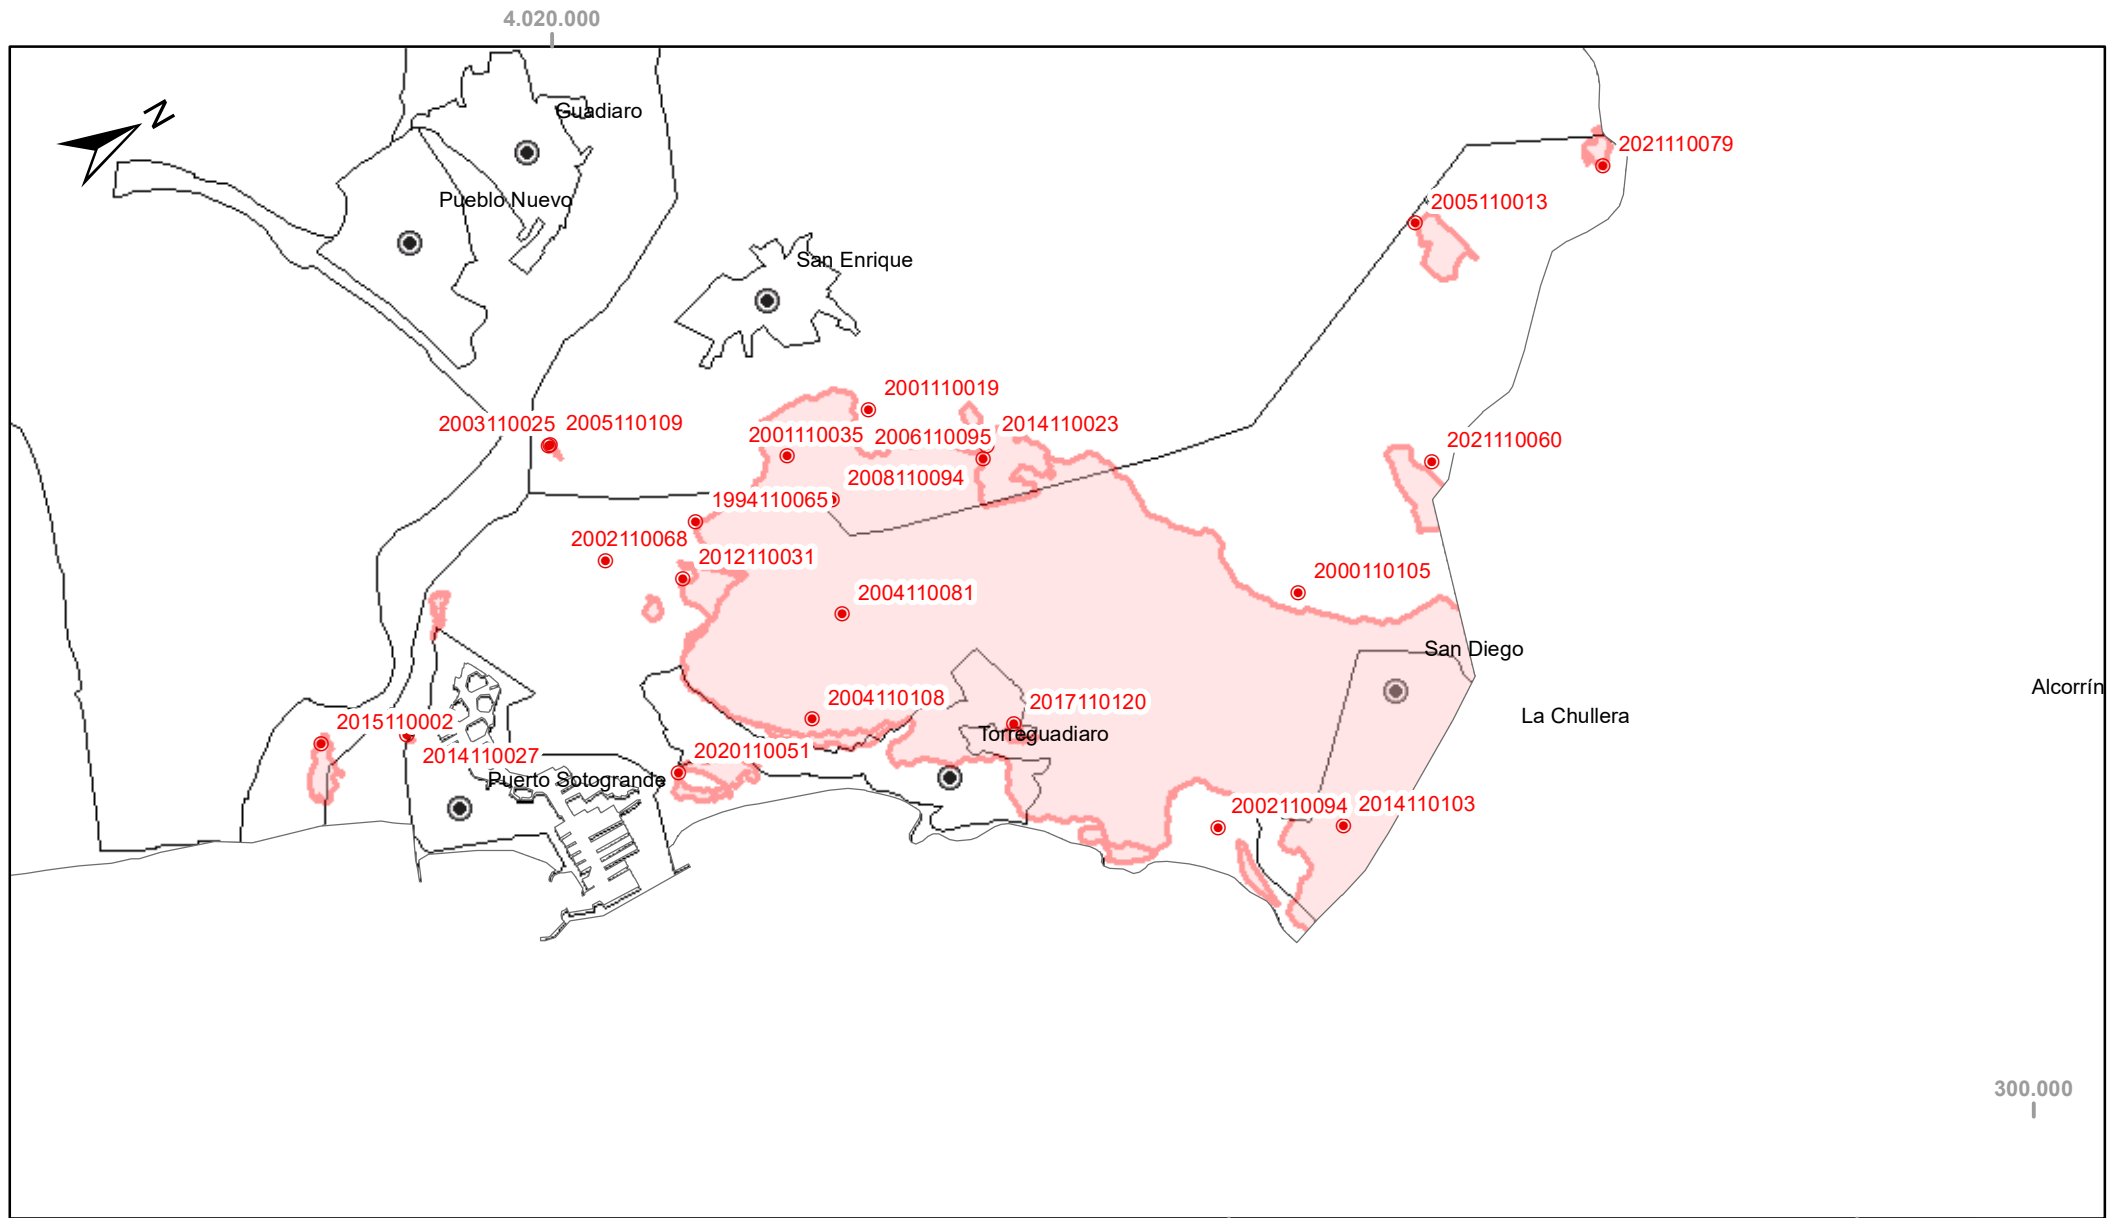 4.020.000
N
Guadiaro
2021110079
Pueblo Nuevo
2005110013
San Enrique
2001110019
2003110025
2005110109
2014110023
2001110035
2006110095
2021110060
2008110094
1994110065
2002110068
2012110031
2000110105
2004110081
San Diego
Alcorrín
2004110108
2017110120
La Chullera
2015110002
Torreguadiaro
2020110051
2014110027
Puerto Sotogrande
2002110094
2014110103
300.000